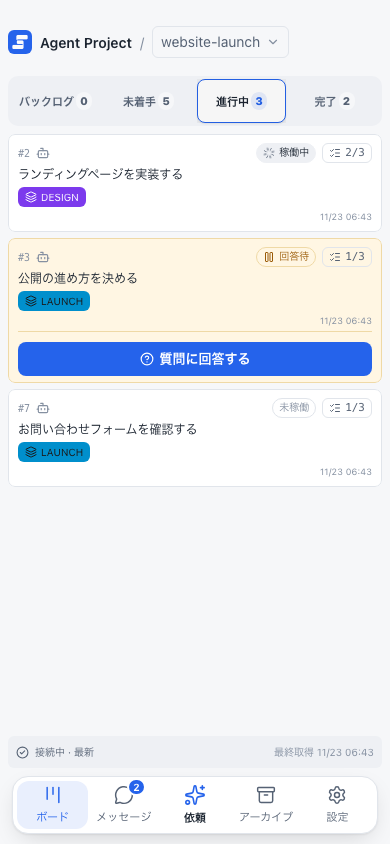 Agent Project / website-launch
バックログ 0 未着手 5 進行中 3 完了 2
#2 稼働中 2/3
ランディングページを実装する
DESIGN
11/23 06:43
#3 回答待 1/3
公開の進め方を決める
LAUNCH
11/23 06:43
質問に回答する
#7 未稼働 1/3
お問い合わせフォームを確認する
LAUNCH
11/23 06:43
接続中・最新 最終取得 11/23 06:43
2
ボード メッセージ 依頼 アーカイブ 設定